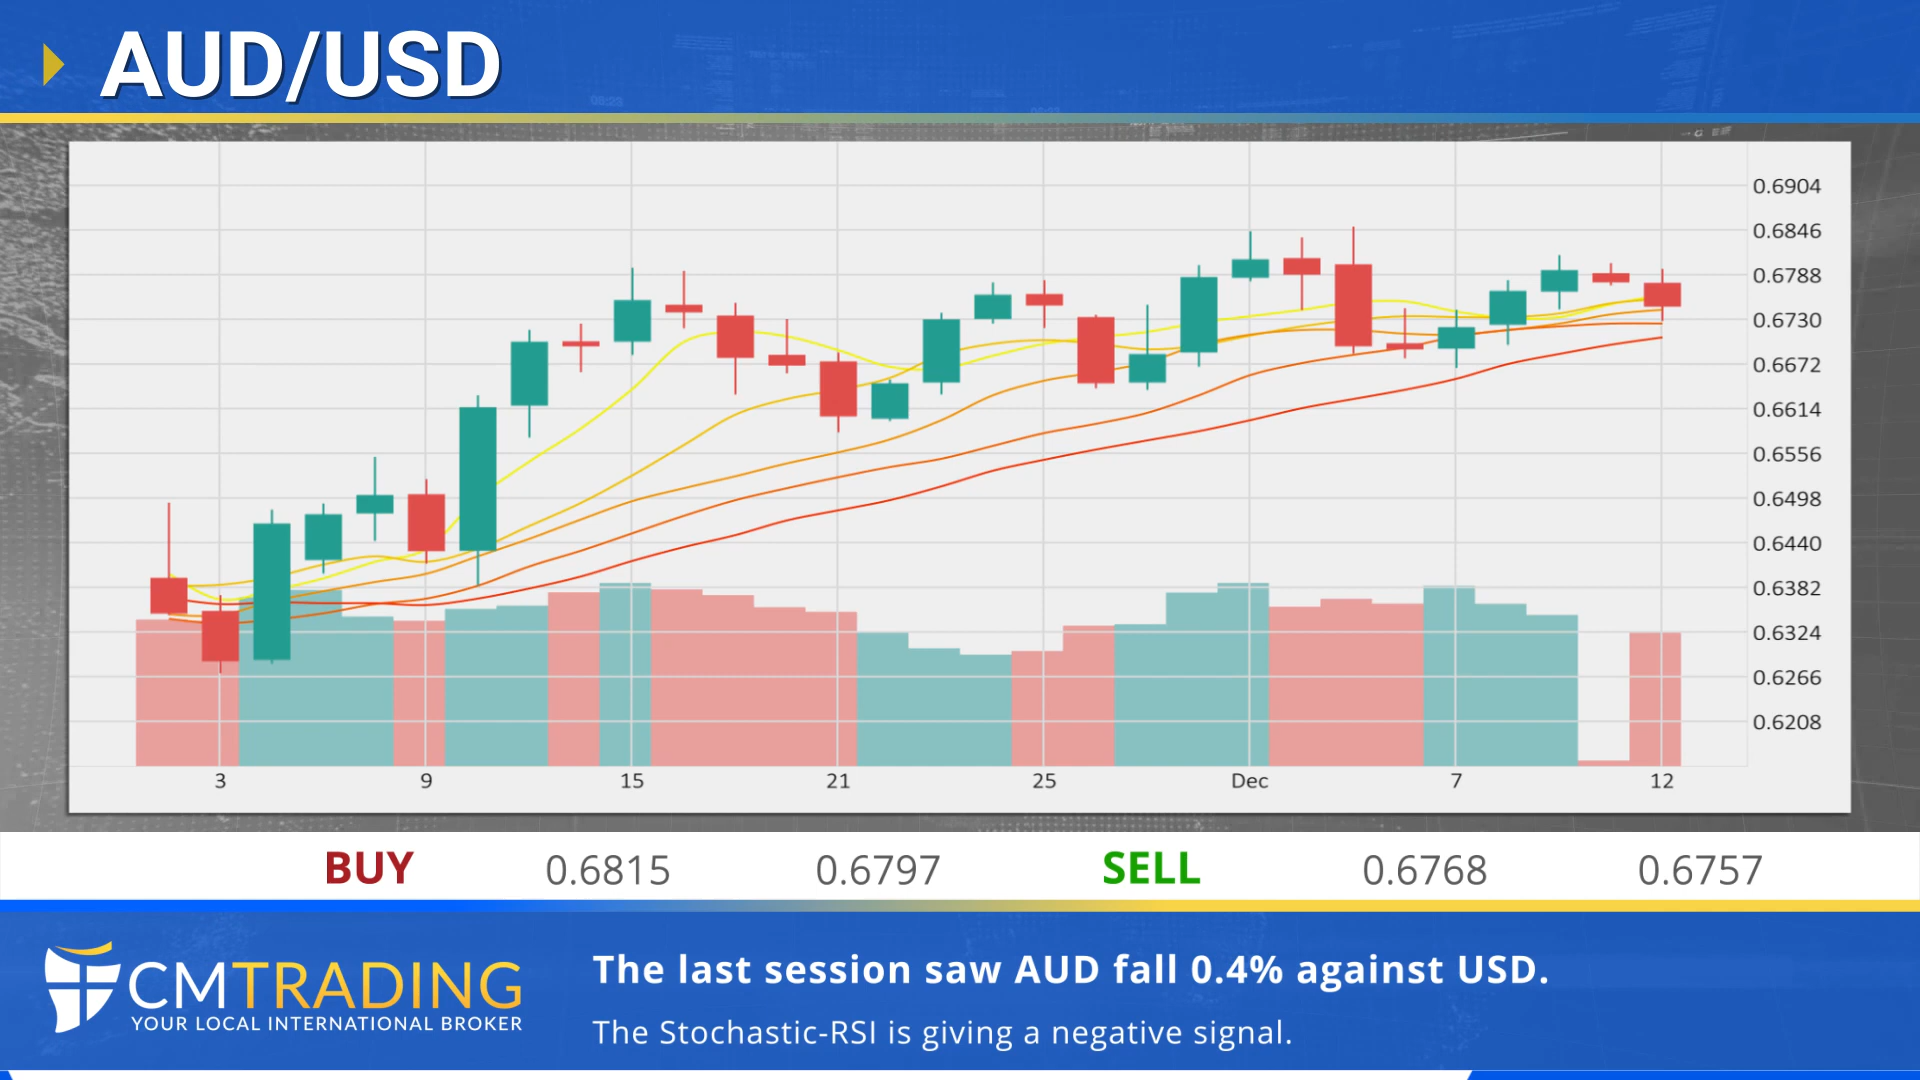 AUD/USD
0.6904
0.6846
0.6788
0.6730
0.6672
0.6614
0.6556
0.6498
0.6440
0.6382
0.6324
0.6266
0.6208
3 9 15 21 25 Dec 7 12
BUY 0.6815 0.6797 SELL 0.6768 0.6757
CMTRADING
YOUR LOCAL INTERNATIONAL BROKER
The last session saw AUD fall 0.4% against USD.
The Stochastic-RSI is giving a negative signal.